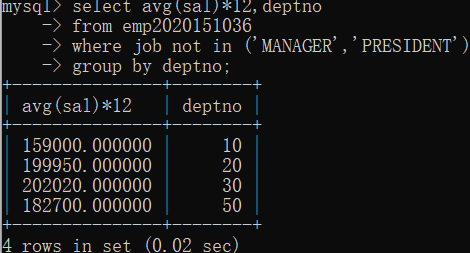 mysql> select avg(sal)*12,deptno
    -> from emp2020151036
    -> where job not in ('MANAGER','PRESIDENT')
    -> group by deptno;
+---------------+--------+
| avg(sal)*12   | deptno |
+---------------+--------+
| 159000.000000 |     10 |
| 199950.000000 |     20 |
| 202020.000000 |     30 |
| 182700.000000 |     50 |
+---------------+--------+
4 rows in set (0.02 sec)